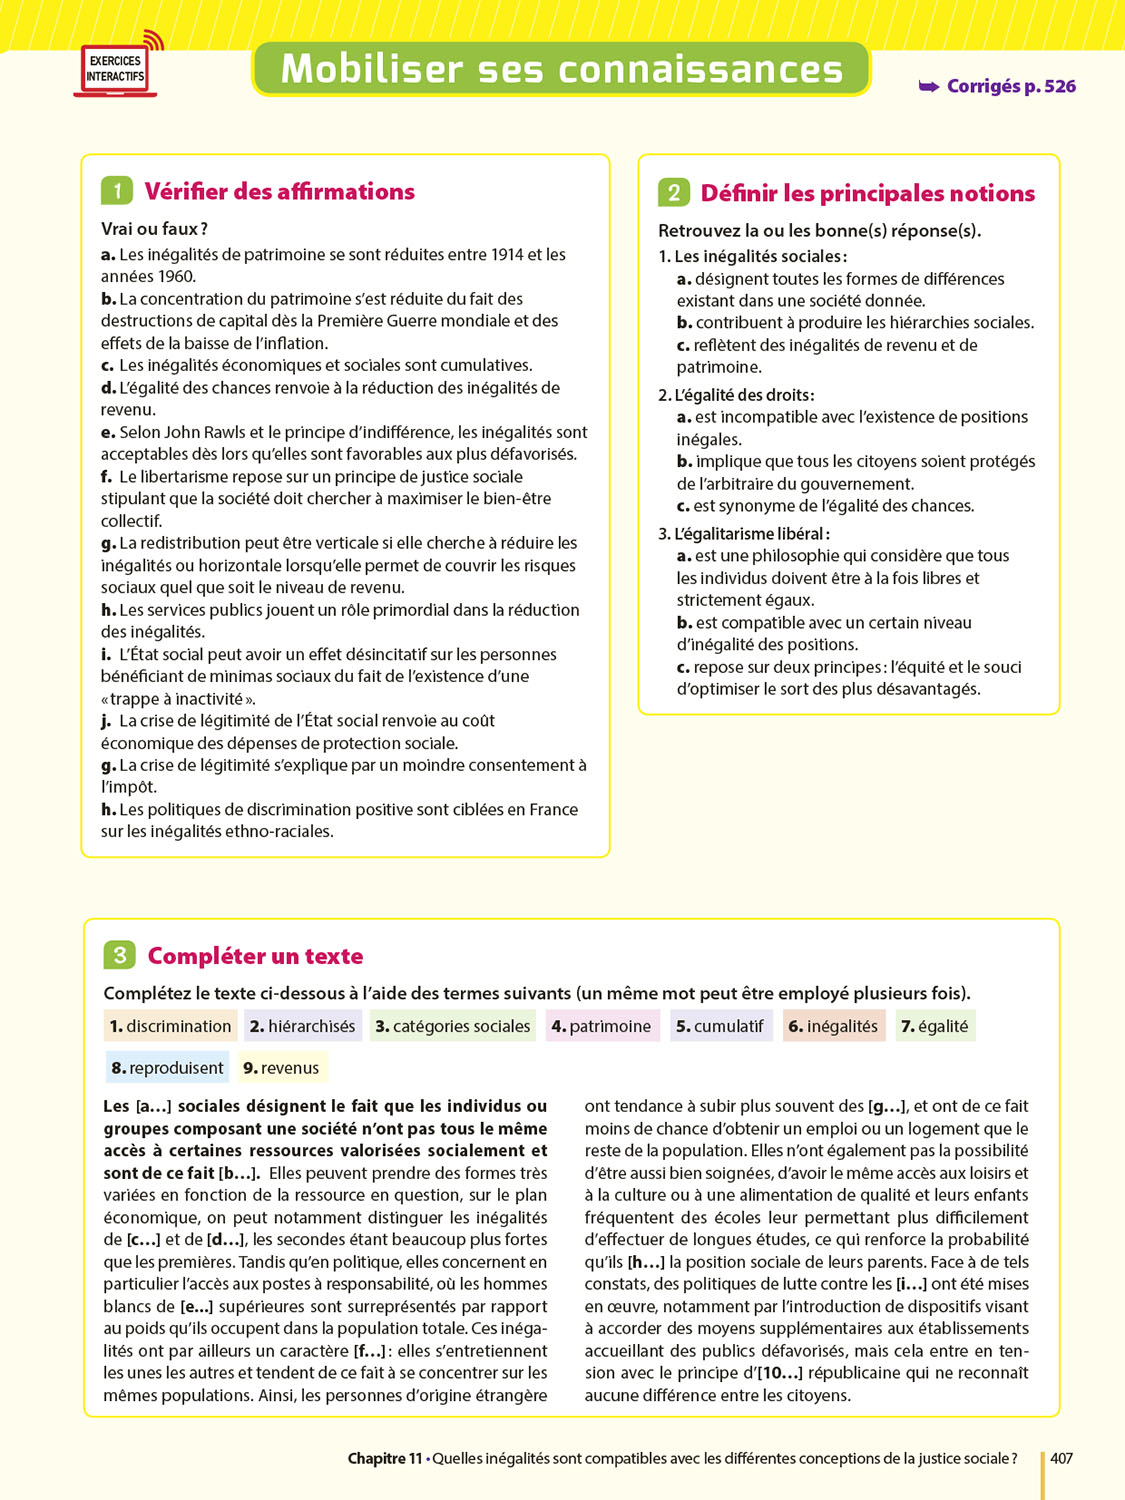 EXERCICES
INTERACTIFS
Mobiliser ses connaissances
➥ Corrigés p. 526
1 Vérifier des affirmations
Vrai ou faux ?
a. Les inégalités de patrimoine se sont réduites entre 1914 et les
années 1960.
b. La concentration du patrimoine s’est réduite du fait des
destructions de capital dès la Première Guerre mondiale et des
effets de la baisse de l’inflation.
c. Les inégalités économiques et sociales sont cumulatives.
d. L’égalité des chances renvoie à la réduction des inégalités de
revenu.
e. Selon John Rawls et le principe d’indifférence, les inégalités sont
acceptables dès lors qu’elles sont favorables aux plus défavorisés.
f. Le libertarisme repose sur un principe de justice sociale
stipulant que la société doit chercher à maximiser le bien-être
collectif.
g. La redistribution peut être verticale si elle cherche à réduire les
inégalités ou horizontale lorsqu’elle permet de couvrir les risques
sociaux quel que soit le niveau de revenu.
h. Les services publics jouent un rôle primordial dans la réduction
des inégalités.
i. L’État social peut avoir un effet désincitatif sur les personnes
bénéficiant de minimas sociaux du fait de l’existence d’une
« trappe à inactivité ».
j. La crise de légitimité de l’État social renvoie au coût
économique des dépenses de protection sociale.
g. La crise de légitimité s’explique par un moindre consentement à
l’impôt.
h. Les politiques de discrimination positive sont ciblées en France
sur les inégalités ethno-raciales.
2 Définir les principales notions
Retrouvez la ou les bonne(s) réponse(s).
1. Les inégalités sociales :
a. désignent toutes les formes de différences
existant dans une société donnée.
b. contribuent à produire les hiérarchies sociales.
c. reflètent des inégalités de revenu et de
patrimoine.
2. L’égalité des droits :
a. est incompatible avec l’existence de positions
inégales.
b. implique que tous les citoyens soient protégés
de l’arbitraire du gouvernement.
c. est synonyme de l’égalité des chances.
3. L’égalitarisme libéral :
a. est une philosophie qui considère que tous
les individus doivent être à la fois libres et
strictement égaux.
b. est compatible avec un certain niveau
d’inégalité des positions.
c. repose sur deux principes : l’équité et le souci
d’optimiser le sort des plus désavantagés.
3 Compléter un texte
Complétez le texte ci-dessous à l’aide des termes suivants (un même mot peut être employé plusieurs fois).
1. discrimination 2. hiérarchisés 3. catégories sociales 4. patrimoine 5. cumulatif 6. inégalités 7. égalité
8. reproduisent 9. revenus
Les [a…] sociales désignent le fait que les individus ou
groupes composant une société n’ont pas tous le même
accès à certaines ressources valorisées socialement et
sont de ce fait [b…]. Elles peuvent prendre des formes très
variées en fonction de la ressource en question, sur le plan
économique, on peut notamment distinguer les inégalités
de [c…] et de [d…], les secondes étant beaucoup plus fortes
que les premières. Tandis qu’en politique, elles concernent en
particulier l’accès aux postes à responsabilité, où les hommes
blancs de [e...] supérieures sont surreprésentés par rapport
au poids qu’ils occupent dans la population totale. Ces inéga-
lités ont par ailleurs un caractère [f…] : elles s’entretiennent
les unes les autres et tendent de ce fait à se concentrer sur les
mêmes populations. Ainsi, les personnes d’origine étrangère
ont tendance à subir plus souvent des [g…], et ont de ce fait
moins de chance d’obtenir un emploi ou un logement que le
reste de la population. Elles n’ont également pas la possibilité
d’être aussi bien soignées, d’avoir le même accès aux loisirs et
à la culture ou à une alimentation de qualité et leurs enfants
fréquentent des écoles leur permettant plus difficilement
d’effectuer de longues études, ce qui renforce la probabilité
qu’ils [h…] la position sociale de leurs parents. Face à de tels
constats, des politiques de lutte contre les [i…] ont été mises
en œuvre, notamment par l’introduction de dispositifs visant
à accorder des moyens supplémentaires aux établissements
accueillant des publics défavorisés, mais cela entre en ten-
sion avec le principe d’[10…] républicaine qui ne reconnaît
aucune différence entre les citoyens.
Chapitre 11 • Quelles inégalités sont compatibles avec les différentes conceptions de la justice sociale ? 407